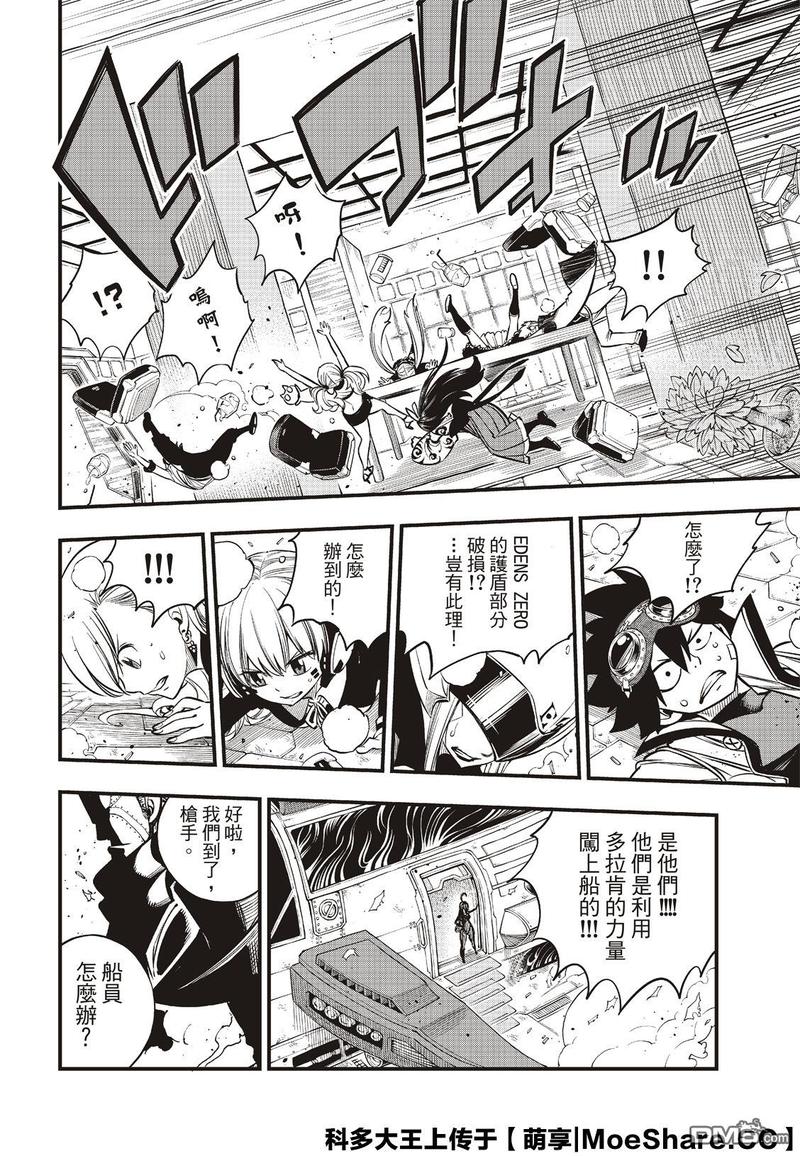 ドゴオ
!!
呀
!
嗚
啊
!
!?
怎麼了!?
EDENS ZERO
的護盾部分
破損!?
…豈有此理！
怎麼
辦到的！
!!!
是他們!!!!
他們是利用
多拉肯的力量
闖上船的!!!
好啦，
我們到了，
槍手。
船員
怎麼辦？
科多大王上传于【萌享|MoeShare.CC】